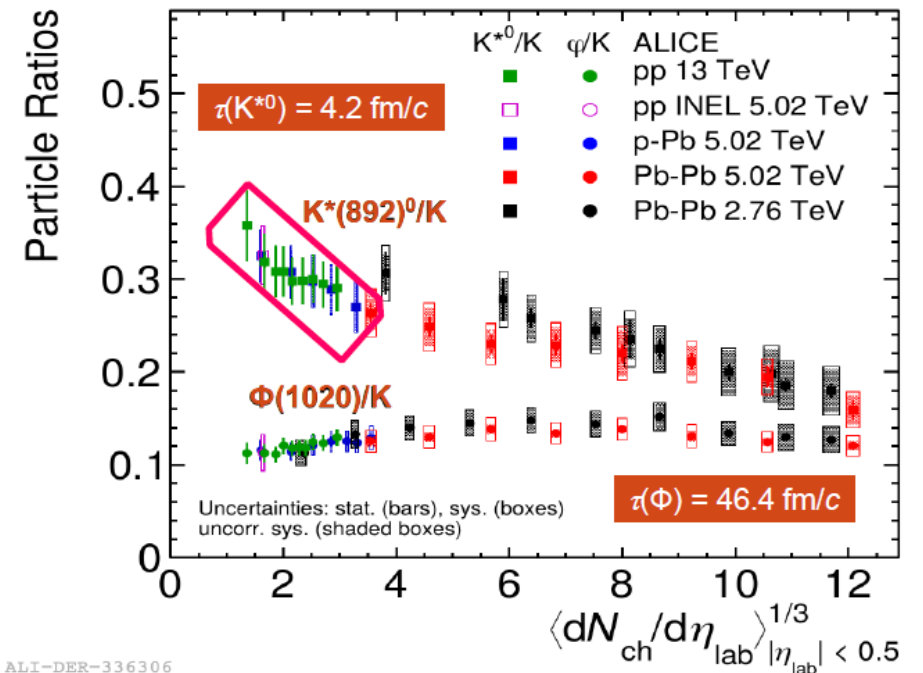 Particle Ratios
0.5
0.4
0.3
0.2
0.1
0
0 2 4 6 8 10 12
⟨dN_ch/dη_lab⟩^1/3 |η_lab| < 0.5
K*⁰/K φ/K ALICE
pp 13 TeV
pp INEL 5.02 TeV
p-Pb 5.02 TeV
Pb-Pb 5.02 TeV
Pb-Pb 2.76 TeV
τ(K*⁰) = 4.2 fm/c
K*(892)⁰/K
Φ(1020)/K
τ(Φ) = 46.4 fm/c
Uncertainties: stat. (bars), sys. (boxes)
uncorr. sys. (shaded boxes)
ALI-DER-336306